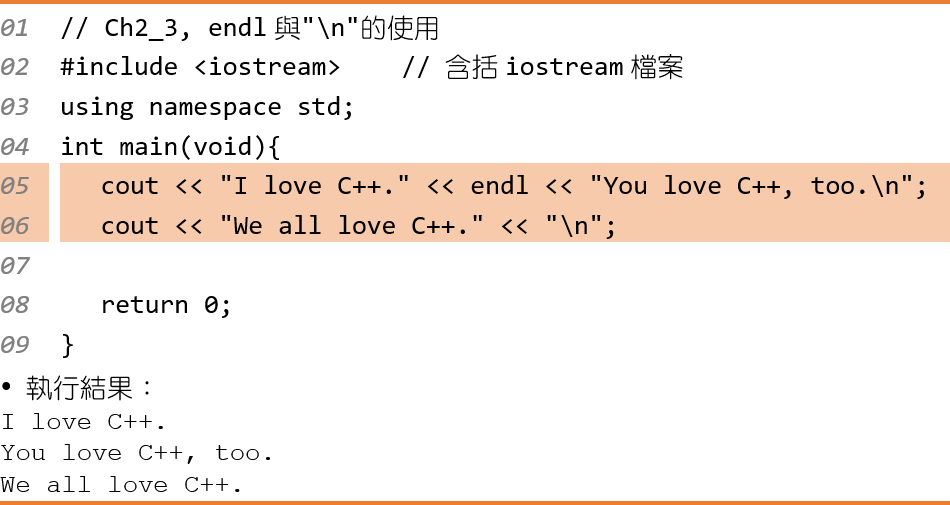 01 // Ch2_3, endl 與"\n"的使用
02 #include <iostream> // 含括 iostream 檔案
03 using namespace std;
04 int main(void){
05 cout << "I love C++." << endl << "You love C++, too.\n";
06 cout << "We all love C++." << "\n";
07
08 return 0;
09 }
• 執行結果：
I love C++.
You love C++, too.
We all love C++.